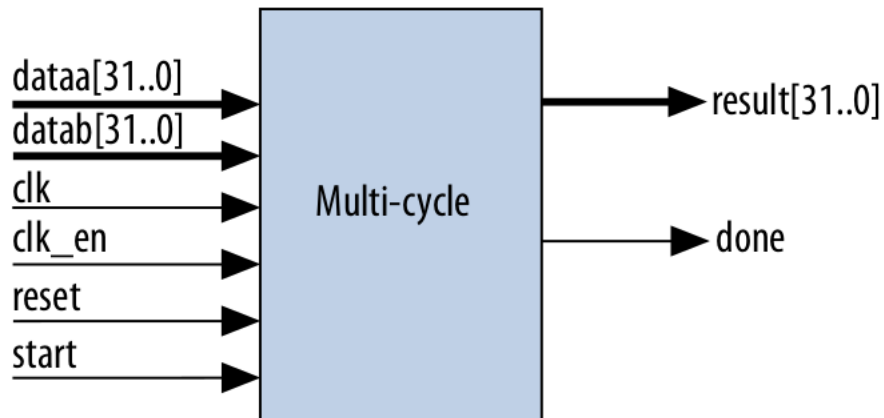 dataa[31..0]
datab[31..0]
clk
clk_en
reset
start
Multi-cycle
result[31..0]
done